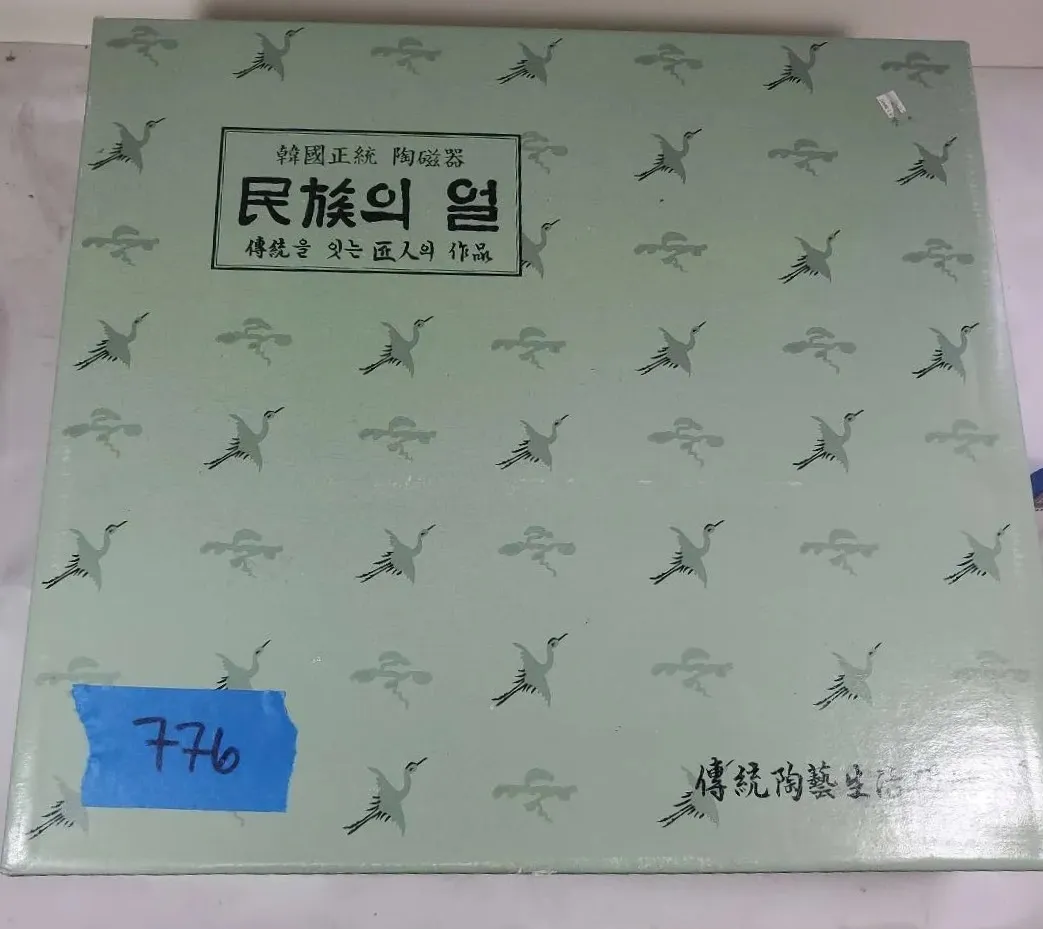 韓國正統 陶磁器
民族의 얼
傳統을 잇는 匠人의 作品
776
傳統陶藝生活